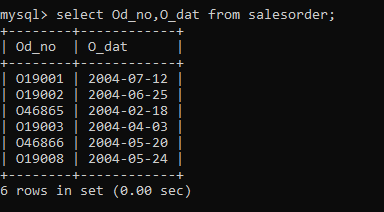 mysql> select Od_no,O_dat from salesorder;
+--------+------------+
| Od_no  | O_dat      |
+--------+------------+
| O19001 | 2004-07-12 |
| O19002 | 2004-06-25 |
| O46865 | 2004-02-18 |
| O19003 | 2004-04-03 |
| O46866 | 2004-05-20 |
| O19008 | 2004-05-24 |
+--------+------------+
6 rows in set (0.00 sec)